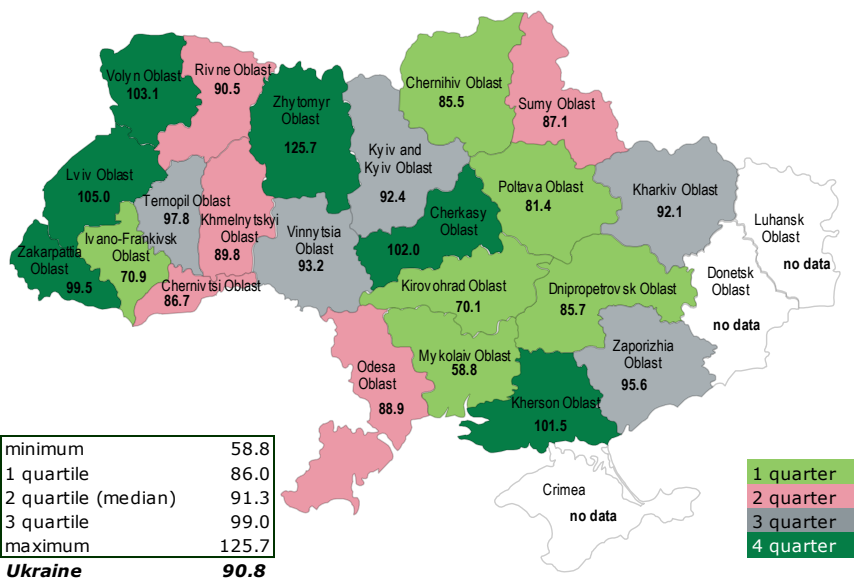 Volyn Oblast
103.1
Rivne Oblast
90.5
Zhytomyr
Oblast
125.7
Chernihiv Oblast
85.5
Sumy Oblast
87.1
Kyiv and
Kyiv Oblast
92.4
Lviv Oblast
105.0
Ternopil Oblast
97.8
Khmelnytskyi
Oblast
89.8
Poltava Oblast
81.4
Kharkiv Oblast
92.1
Luhansk
Oblast
no data
Zakarpattia
Oblast
99.5
Ivano-Frankivsk
Oblast
70.9
Vinnytsia
Oblast
93.2
Cherkasy
Oblast
102.0
Donetsk
Oblast
no data
Chernivtsi Oblast
86.7
Kirovohrad Oblast
70.1
Dnipropetrovsk Oblast
85.7
Odesa
Oblast
88.9
Mykolaiv Oblast
58.8
Zaporizhia
Oblast
95.6
Kherson Oblast
101.5
Crimea
no data
minimum 58.8
1 quartile 86.0
2 quartile (median) 91.3
3 quartile 99.0
maximum 125.7
Ukraine 90.8
1 quarter
2 quarter
3 quarter
4 quarter